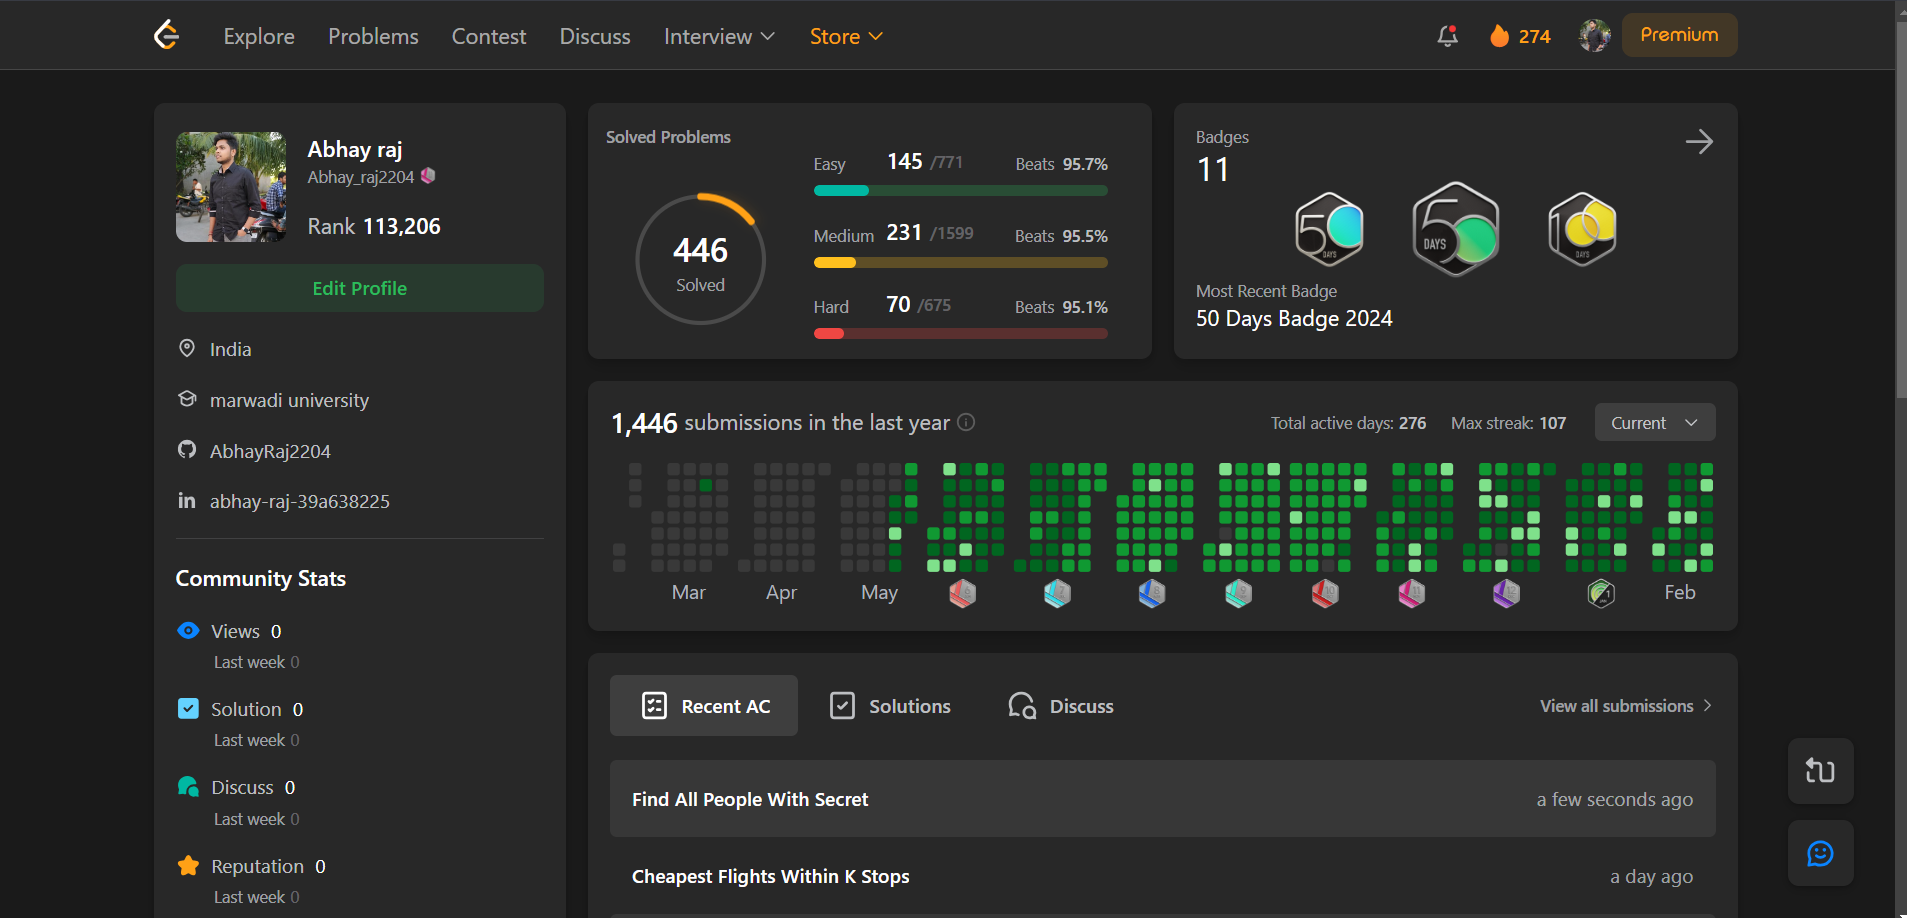 Explore Problems Contest Discuss Interview Store 274 Premium
Abhay raj
Abhay_raj2204
Rank 113,206
Edit Profile
India
marwadi university
AbhayRaj2204
abhay-raj-39a638225
Community Stats
Views 0
Last week 0
Solution 0
Last week 0
Discuss 0
Last week 0
Reputation 0
Last week 0
Solved Problems
446
Solved
Easy 145 /771 Beats 95.7%
Medium 231 /1599 Beats 95.5%
Hard 70 /675 Beats 95.1%
Badges
11
50 DAYS
50 DAYS
100 DAYS
Most Recent Badge
50 Days Badge 2024
1,446 submissions in the last year Total active days: 276 Max streak: 107 Current
Mar Apr May Feb
Recent AC Solutions Discuss View all submissions
Find All People With Secret a few seconds ago
Cheapest Flights Within K Stops a day ago